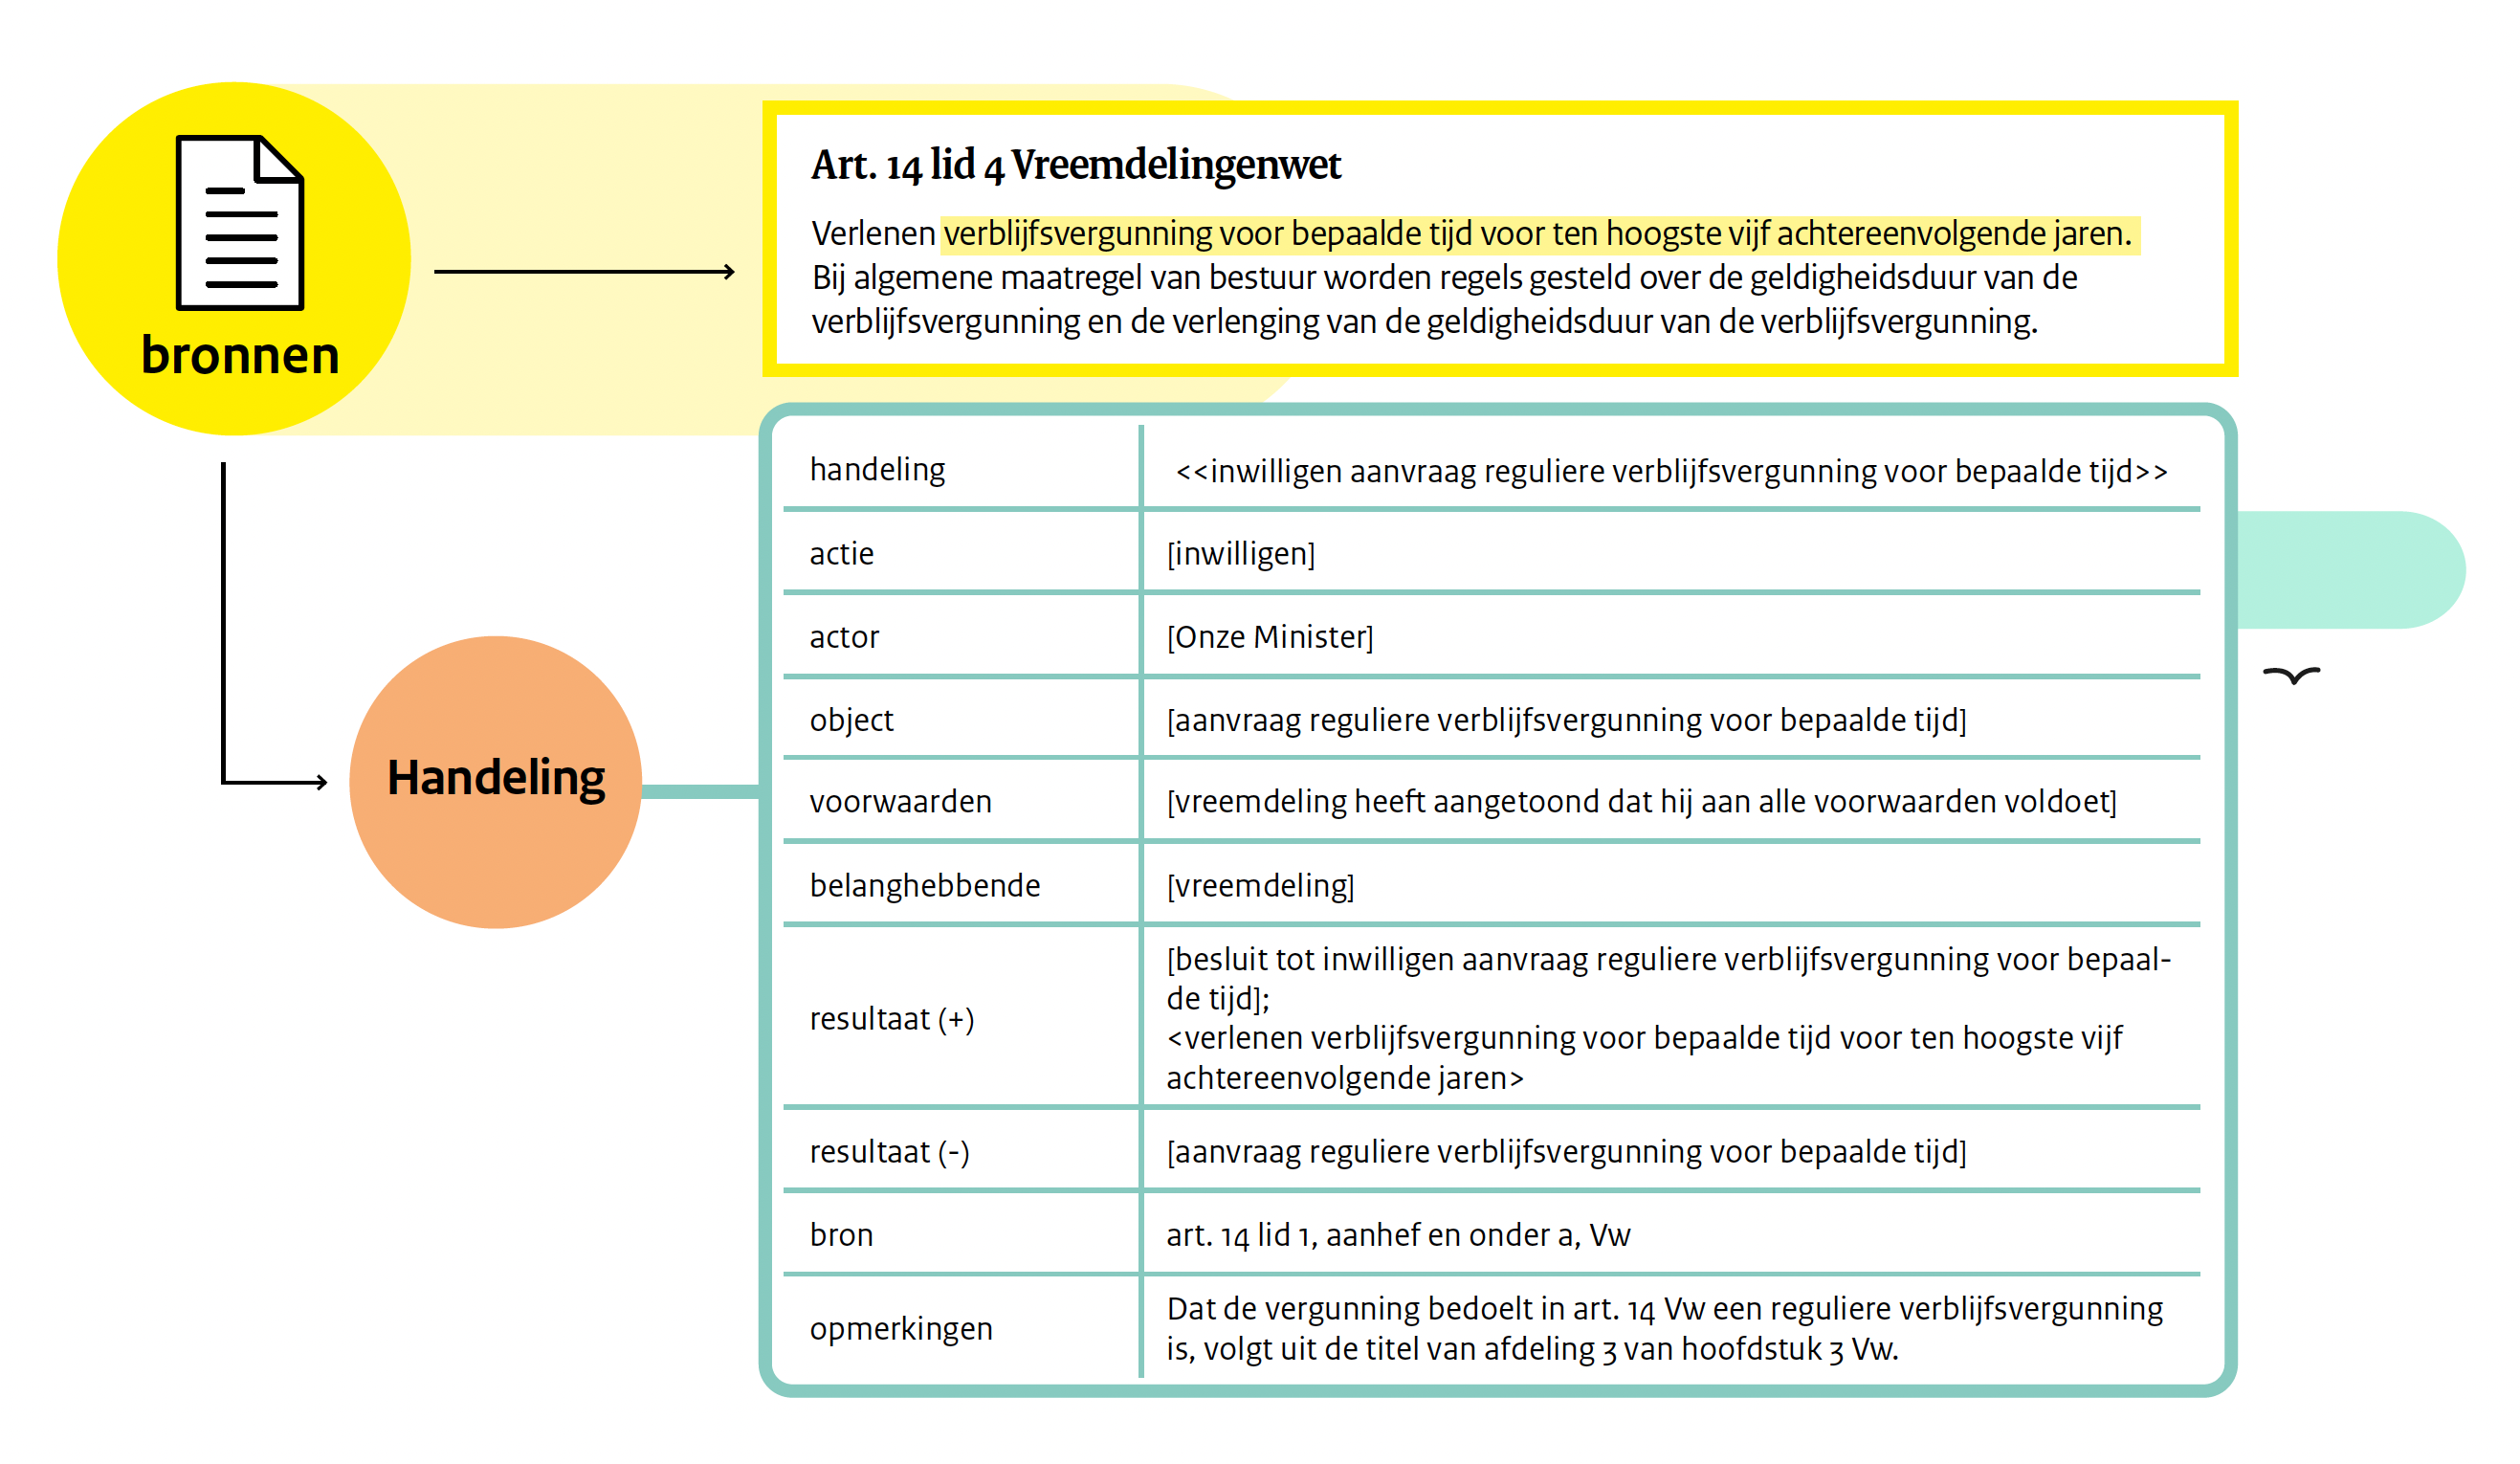 bronnen
Art. 14 lid 4 Vreemdelingenwet
Verlenen verblijfsvergunning voor bepaalde tijd voor ten hoogste vijf achtereenvolgende jaren.
Bij algemene maatregel van bestuur worden regels gesteld over de geldigheidsduur van de
verblijfsvergunning en de verlenging van de geldigheidsduur van de verblijfsvergunning.
Handeling
handeling <<inwilligen aanvraag reguliere verblijfsvergunning voor bepaalde tijd>>
actie [inwilligen]
actor [Onze Minister]
object [aanvraag reguliere verblijfsvergunning voor bepaalde tijd]
voorwaarden [vreemdeling heeft aangetoond dat hij aan alle voorwaarden voldoet]
belanghebbende [vreemdeling]
resultaat (+) [besluit tot inwilligen aanvraag reguliere verblijfsvergunning voor bepaal-
de tijd];
<verlenen verblijfsvergunning voor bepaalde tijd voor ten hoogste vijf
achtereenvolgende jaren>
resultaat (-) [aanvraag reguliere verblijfsvergunning voor bepaalde tijd]
bron art. 14 lid 1, aanhef en onder a, Vw
opmerkingen Dat de vergunning bedoelt in art. 14 Vw een reguliere verblijfsvergunning
is, volgt uit de titel van afdeling 3 van hoofdstuk 3 Vw.